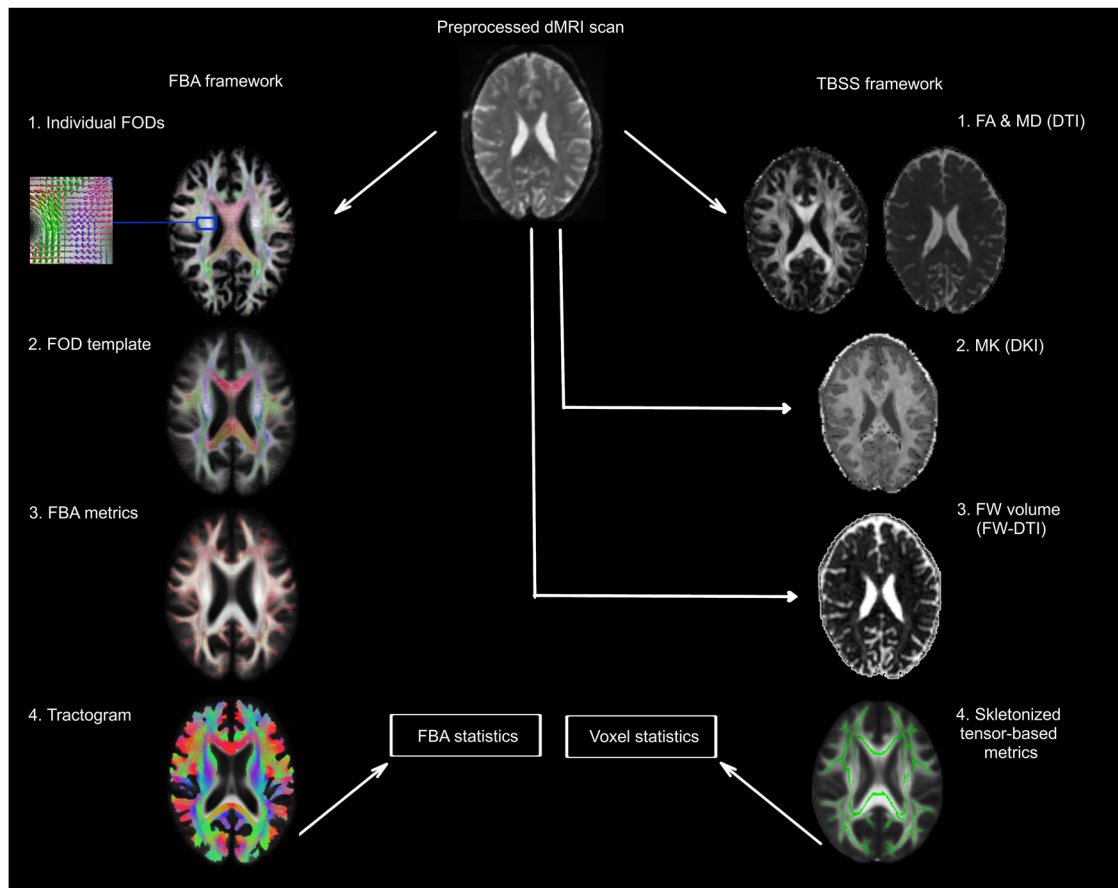 Preprocessed dMRI scan
FBA framework
1. Individual FODs
2. FOD template
3. FBA metrics
4. Tractogram
FBA statistics
Voxel statistics
TBSS framework
1. FA & MD (DTI)
2. MK (DKI)
3. FW volume
(FW-DTI)
4. Skletonized
tensor-based
metrics